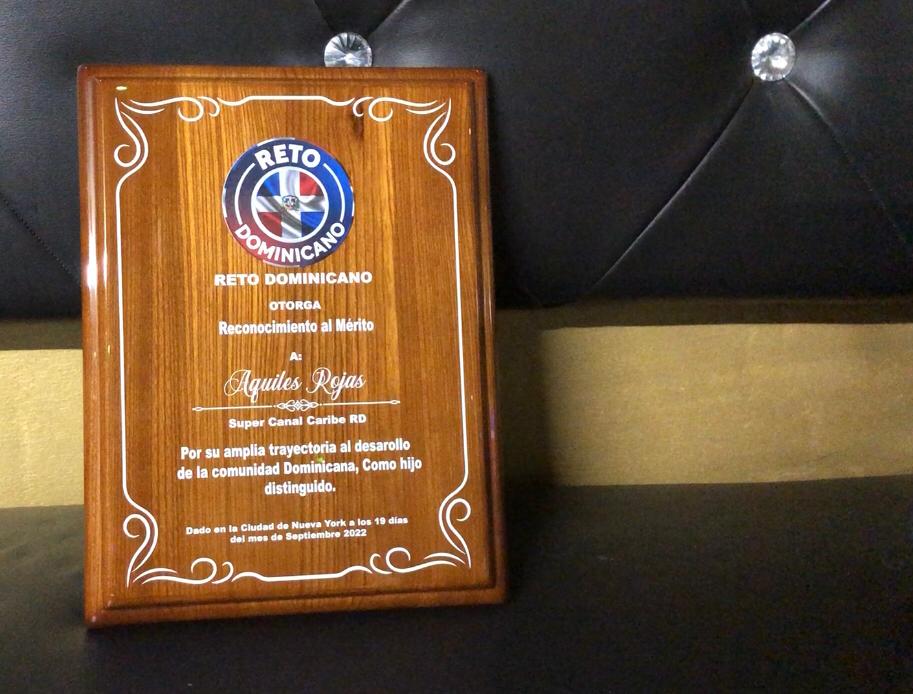 RETO
DOMINICANO
RETO DOMINICANO
OTORGA
Reconocimiento al Mérito
A:
Aquiles Rojas
Super Canal Caribe RD
Por su amplia trayectoria al desarollo
de la comunidad Dominicana, Como hijo
distinguido.
Dado en la Ciudad de Nueva York a los 19 días
del mes de Septiembre 2022